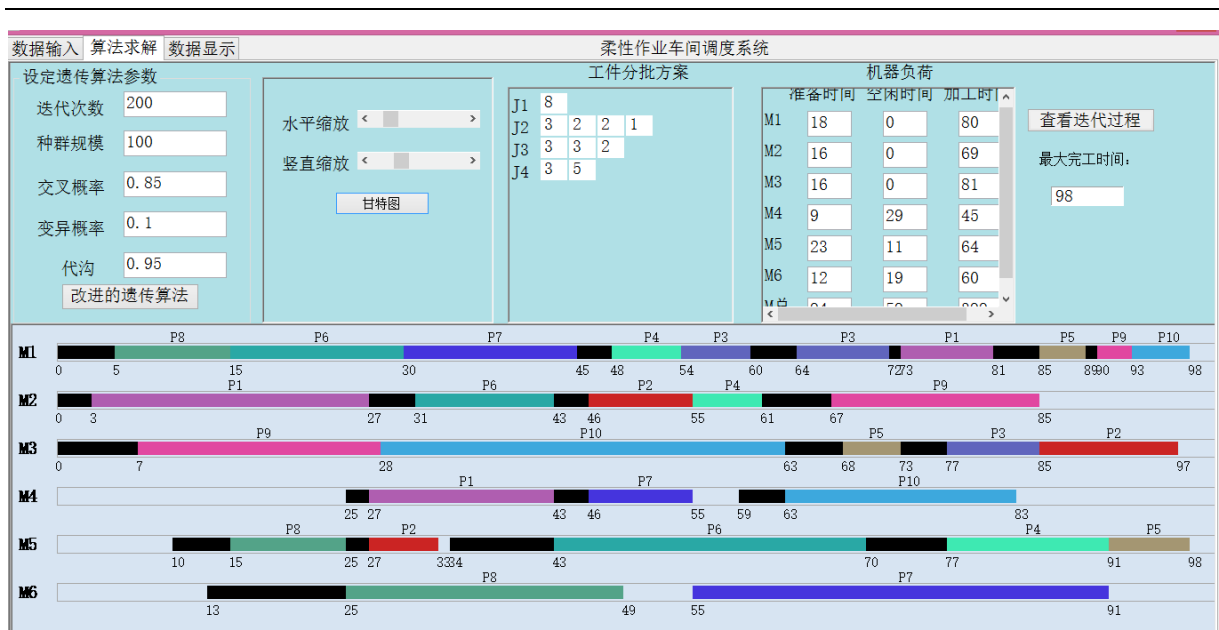 数据输入 算法求解 数据显示 柔性作业车间调度系统
设定遗传算法参数
迭代次数 200
种群规模 100
交叉概率 0.85
变异概率 0.1
代沟 0.95
改进的遗传算法
水平缩放
竖直缩放
甘特图
工件分批方案
J1 8
J2 3 2 2 1
J3 3 3 2
J4 3 5
机器负荷
准备时间 空闲时间 加工时间
M1 18 0 80
M2 16 0 69
M3 16 0 81
M4 9 29 45
M5 23 11 64
M6 12 19 60
M总
查看迭代过程
最大完工时间:
98
P8 P6 P7 P4 P3 P3 P1 P5 P9 P10
M1
0 5 15 30 45 48 54 60 64 72 73 81 85 89 90 93 98
P1 P6 P2 P4 P9
M2
0 3 27 31 43 46 55 61 67 85
P9 P10 P5 P3 P2
M3
0 7 28 63 68 73 77 85 97
P1 P7 P10
M4
25 27 43 46 55 59 63 83
P8 P2 P6 P4 P5
M5
10 15 25 27 33 34 43 70 77 91 98
P8 P7
M6
13 25 49 55 91